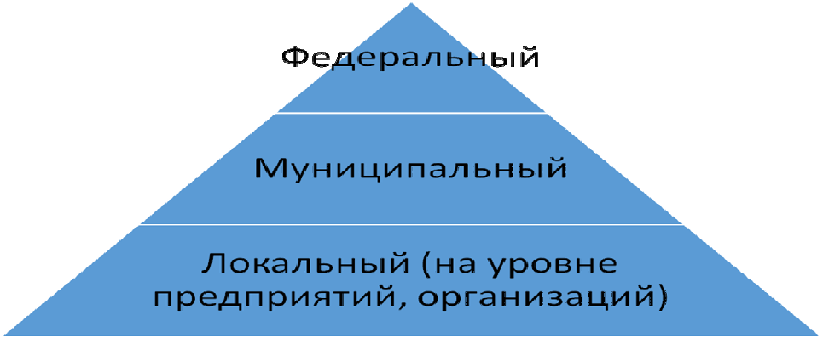 Федеральный
Муниципальный
Локальный (на уровне
предприятий, организаций)